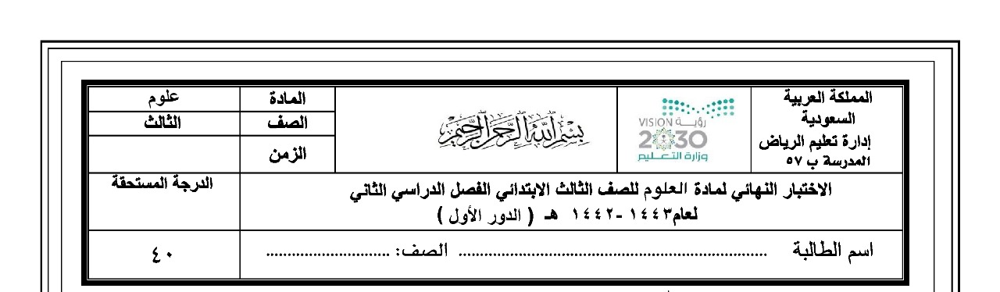 المملكة العربية
السعودية
إدارة تعليم الرياض
المدرسة ب ٥٧
رؤيـة VISION
2030
وزارة التعـليم
بسم الله الرحمن الرحيم
المادة علوم
الصف الثالث
الزمن
الاختبار النهائي لمادة العلوم للصف الثالث الابتدائي الفصل الدراسي الثاني
لعام١٤٤٣ -١٤٤٢ هـ ( الدور الأول )
الدرجة المستحقة
اسم الطالبة ........................................................................ الصف: ..............................
٤٠